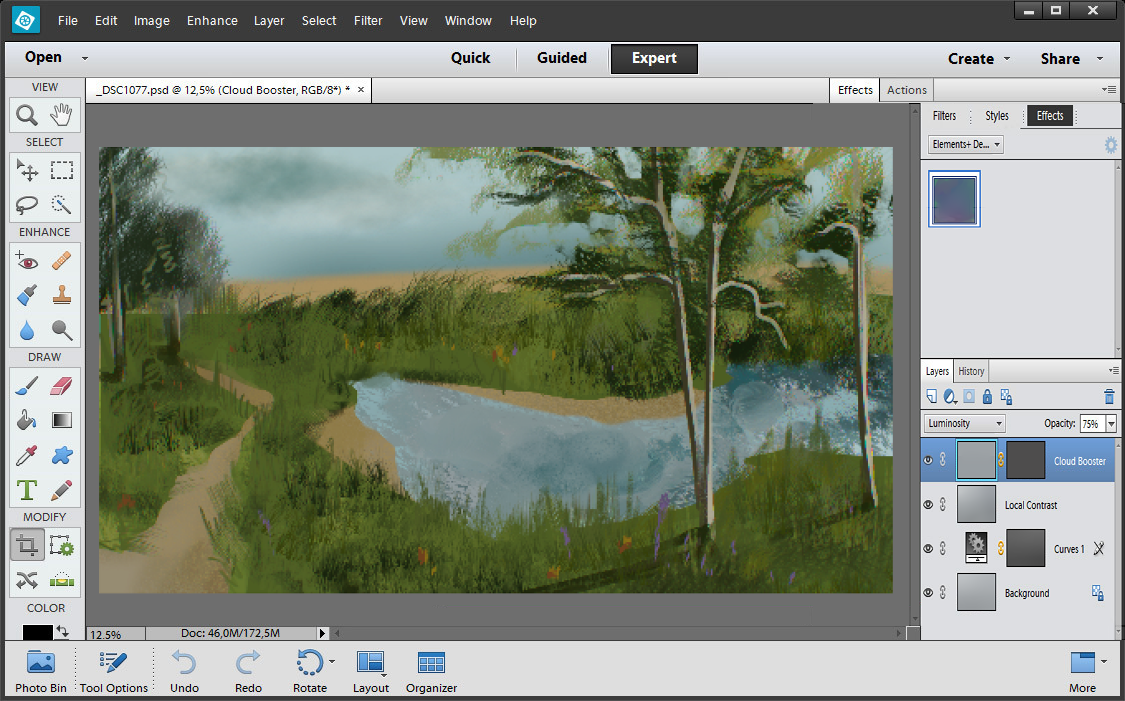 File Edit Image Enhance Layer Select Filter View Window Help
Open Quick Guided Expert Create Share
VIEW
_DSC1077.psd @ 12,5% (Cloud Booster, RGB/8*) * ×
Effects Actions
Filters Styles Effects
Elements+ De...
SELECT
ENHANCE
DRAW
T
MODIFY
COLOR
Layers History
Luminosity Opacity: 75%
Cloud Booster
Local Contrast
Curves 1
Background
12.5% Doc: 46,0M/172,5M
Photo Bin Tool Options Undo Redo Rotate Layout Organizer More